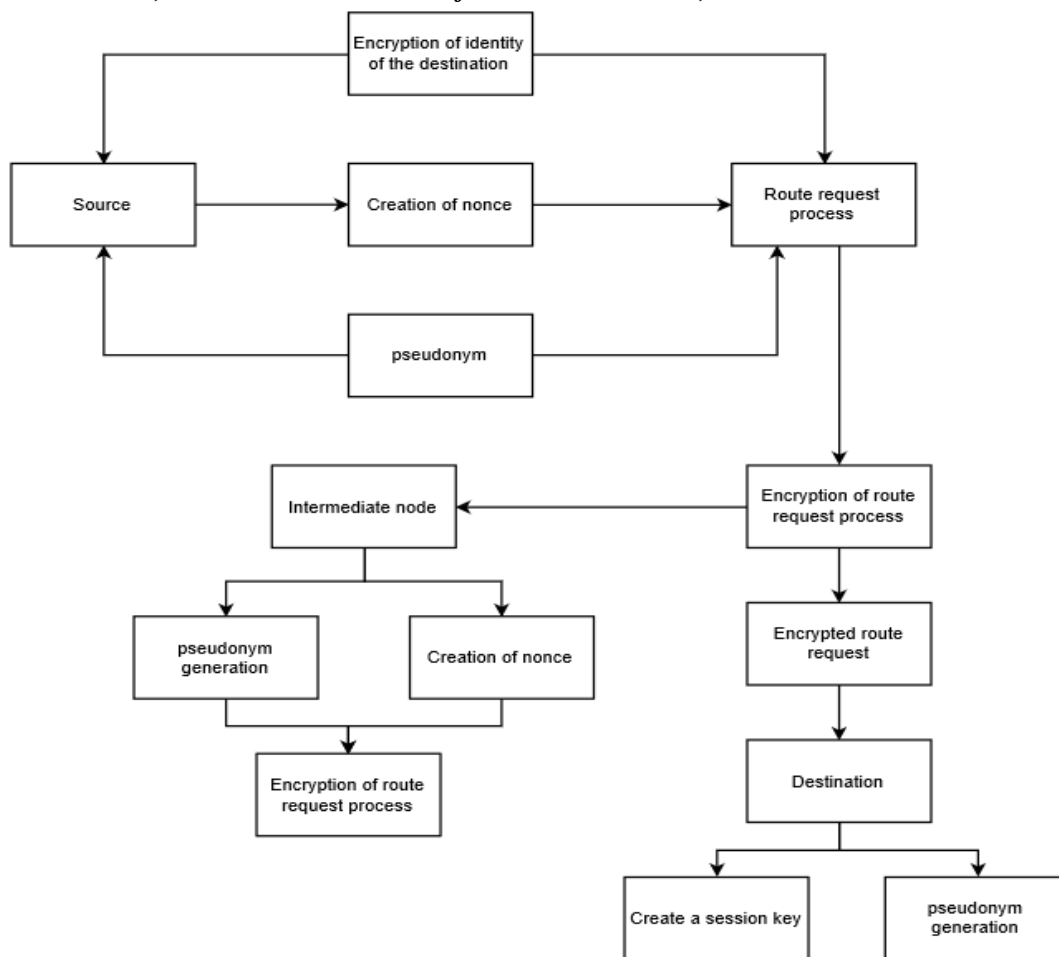 Encryption of identity
of the destination
Source
Creation of nonce
Route request
process
pseudonym
Intermediate node
Encryption of route
request process
pseudonym
generation
Creation of nonce
Encrypted route
request
Encryption of route
request process
Destination
Create a session key
pseudonym
generation